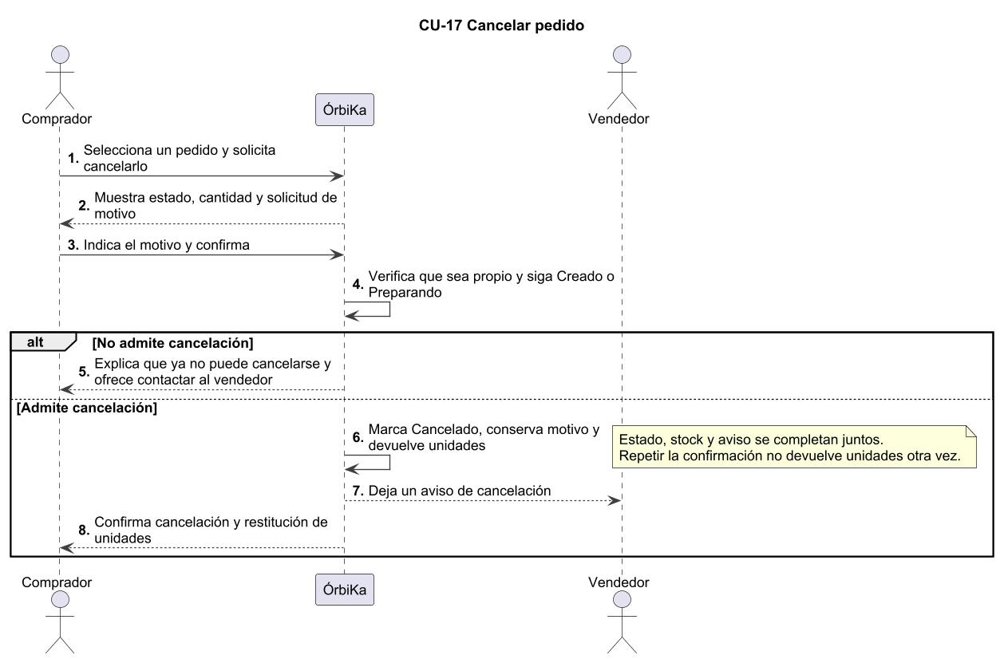 CU-17 Cancelar pedido
Comprador
ÓrbiKa
Vendedor
1. Selecciona un pedido y solicita
cancelarlo
2. Muestra estado, cantidad y solicitud de
motivo
3. Indica el motivo y confirma
4. Verifica que sea propio y siga Creado o
Preparando
alt [No admite cancelación]
5. Explica que ya no puede cancelarse y
ofrece contactar al vendedor
[Admite cancelación]
6. Marca Cancelado, conserva motivo y
devuelve unidades
Estado, stock y aviso se completan juntos.
Repetir la confirmación no devuelve unidades otra vez.
7. Deja un aviso de cancelación
8. Confirma cancelación y restitución de
unidades
Comprador
ÓrbiKa
Vendedor